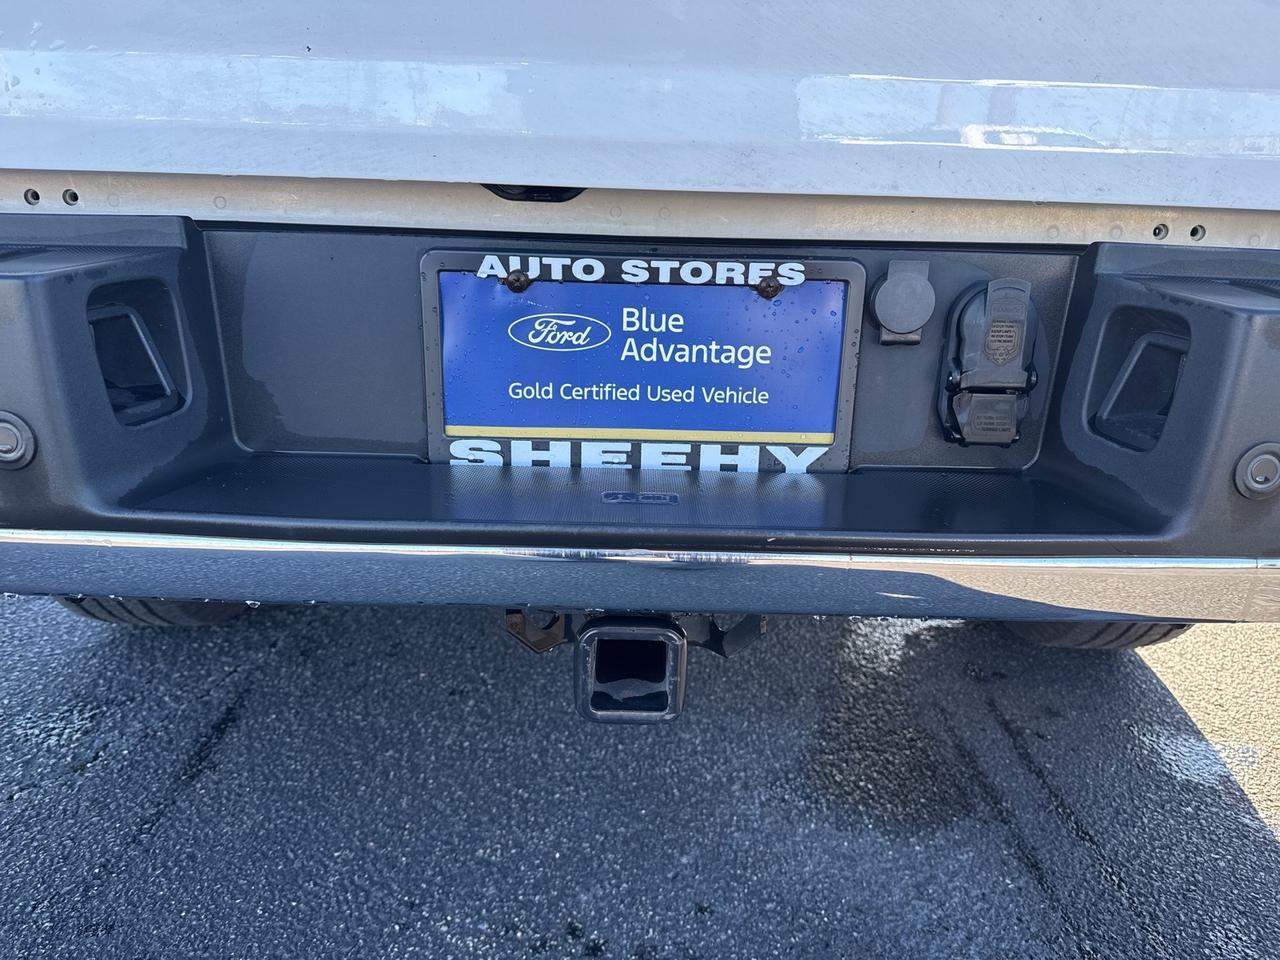 AUTO STORES
Ford
Blue
Advantage
Gold Certified Used Vehicle
SHEEHY